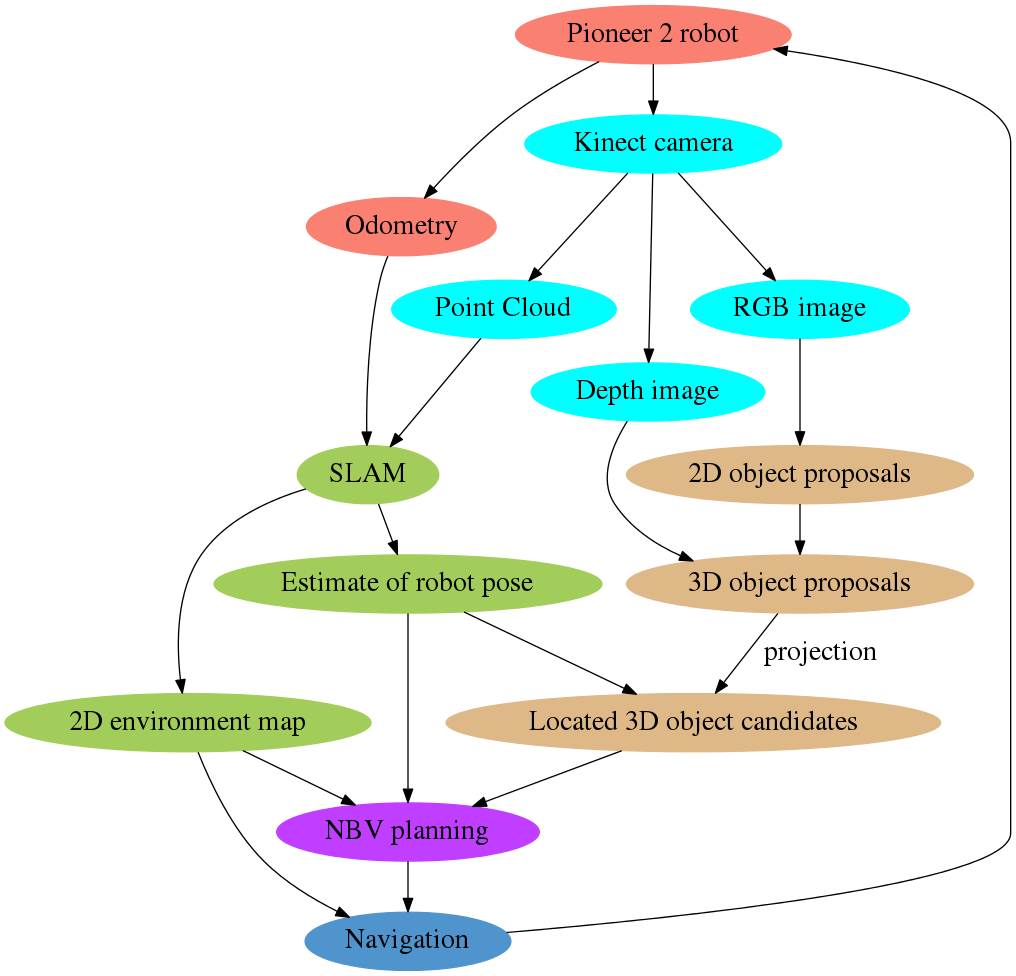 Pioneer 2 robot
Kinect camera
Odometry
Point Cloud
RGB image
Depth image
SLAM
2D object proposals
Estimate of robot pose
3D object proposals
projection
2D environment map
Located 3D object candidates
NBV planning
Navigation